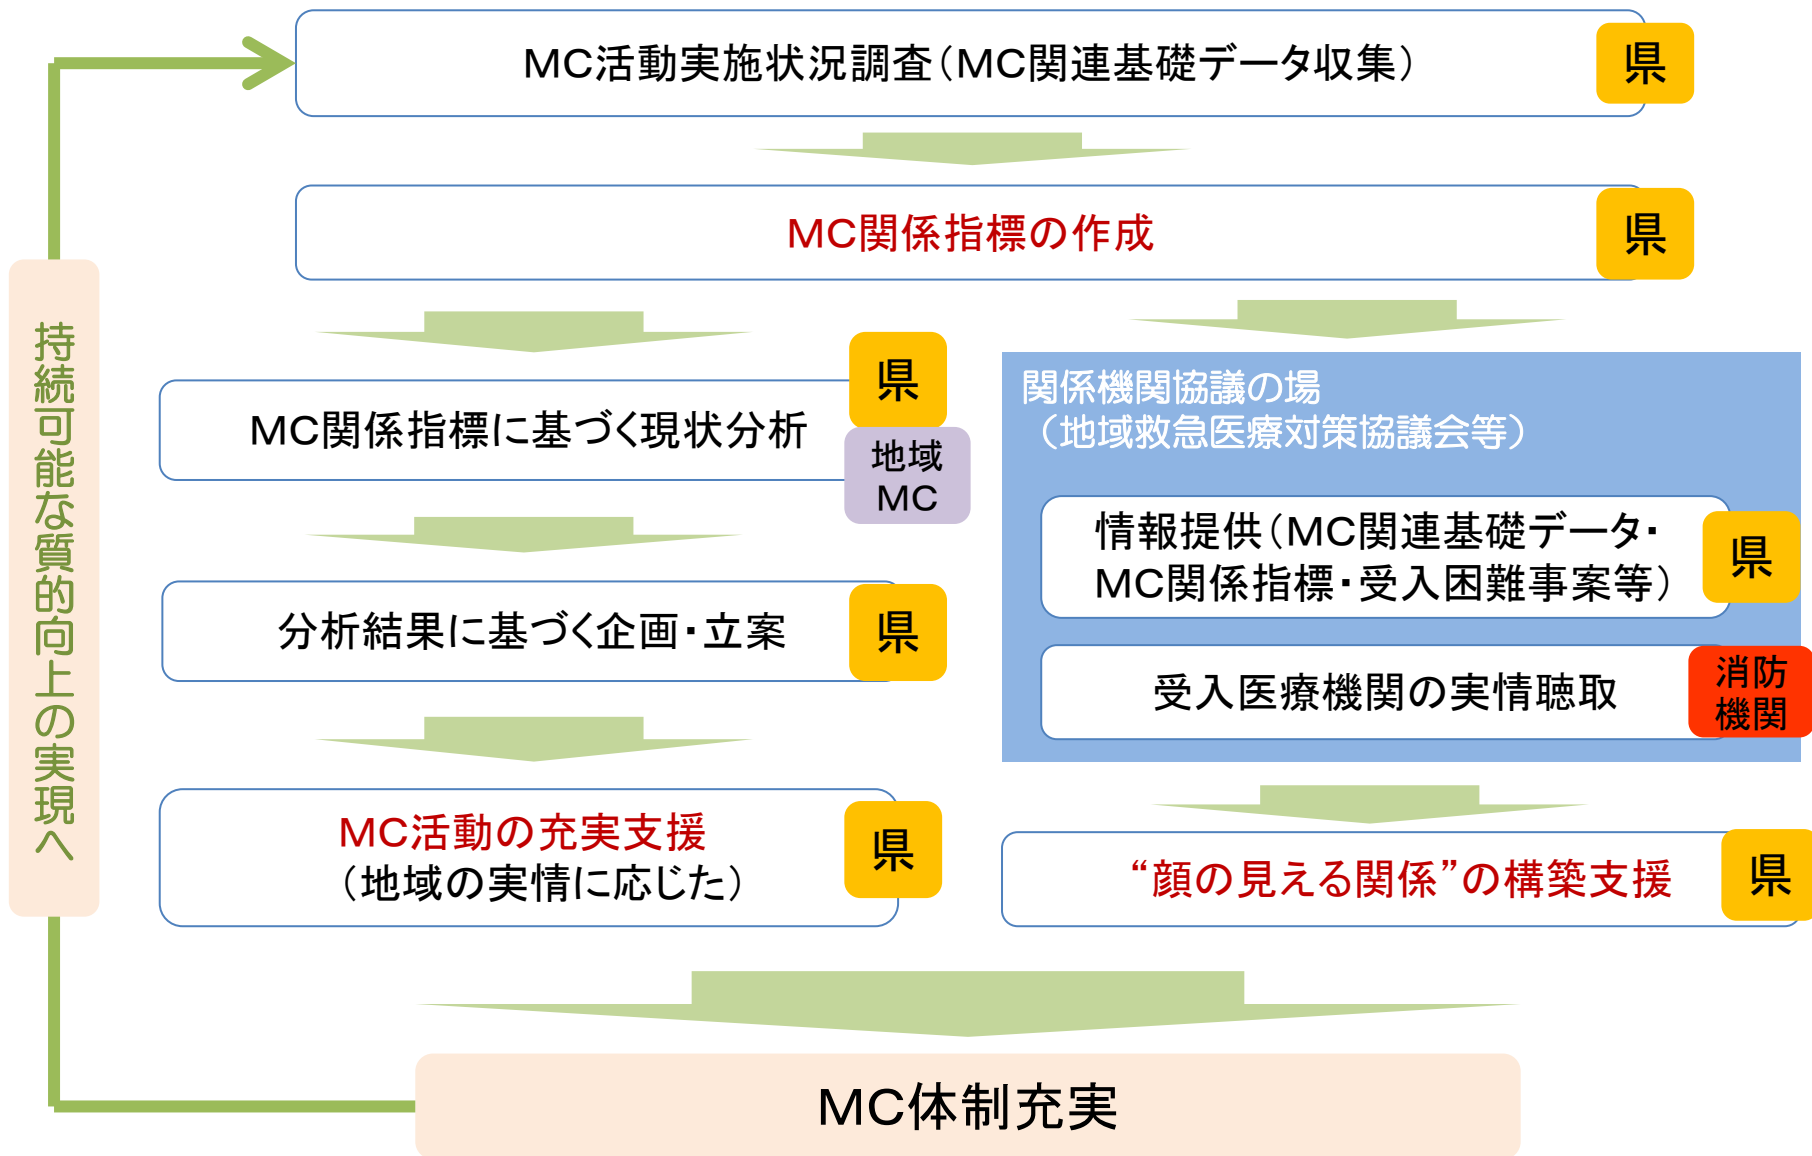 MC活動実施状況調査（MC関連基礎データ収集）
県
MC関係指標の作成
県
MC関係指標に基づく現状分析
県
地域
MC
分析結果に基づく企画・立案
県
MC活動の充実支援
（地域の実情に応じた）
県
関係機関協議の場
（地域救急医療対策協議会等）
情報提供（MC関連基礎データ・
MC関係指標・受入困難事案等）
県
受入医療機関の実情聴取
消防
機関
“顔の見える関係”の構築支援
県
MC体制充実
持続可能な質的向上の実現へ